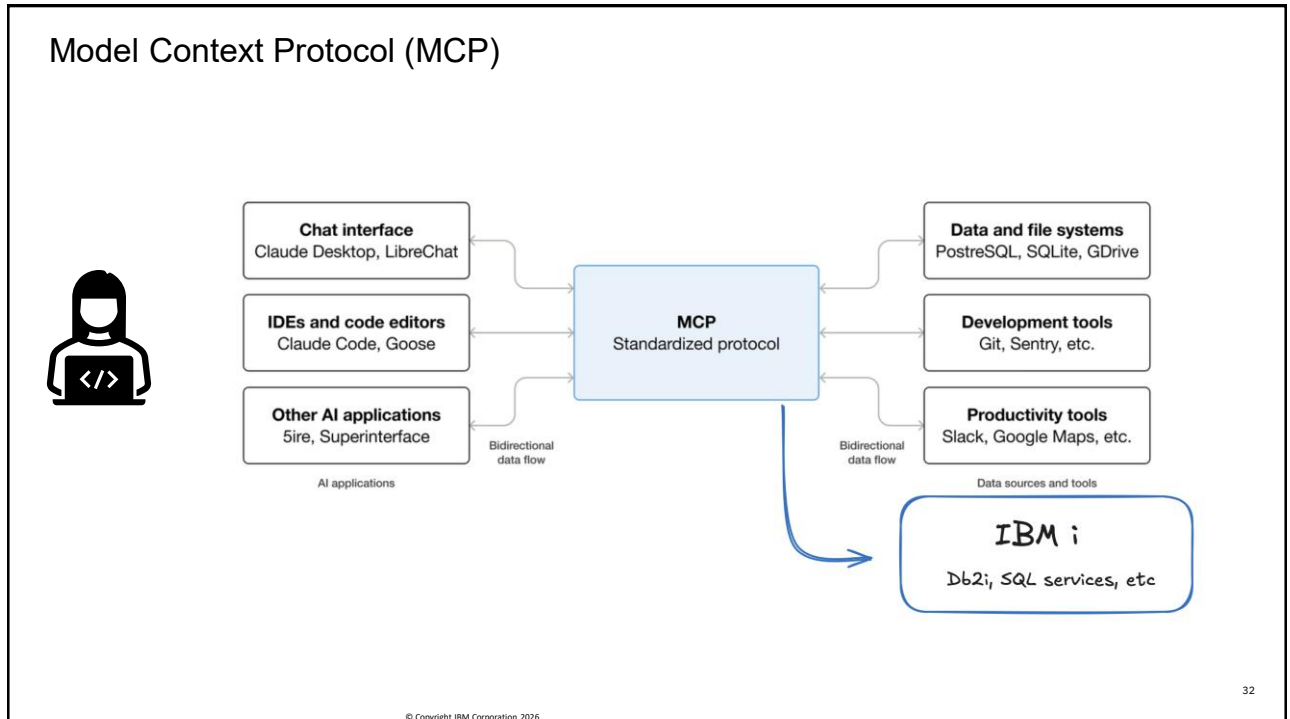 Model Context Protocol (MCP)
Chat interface
Claude Desktop, LibreChat
IDEs and code editors
Claude Code, Goose
Other AI applications
5ire, Superinterface
AI applications
Bidirectional
data flow
MCP
Standardized protocol
Bidirectional
data flow
Data and file systems
PostreSQL, SQLite, GDrive
Development tools
Git, Sentry, etc.
Productivity tools
Slack, Google Maps, etc.
Data sources and tools
IBM i
Db2i, SQL services, etc
</>
32
© Copyright IBM Corporation 2026